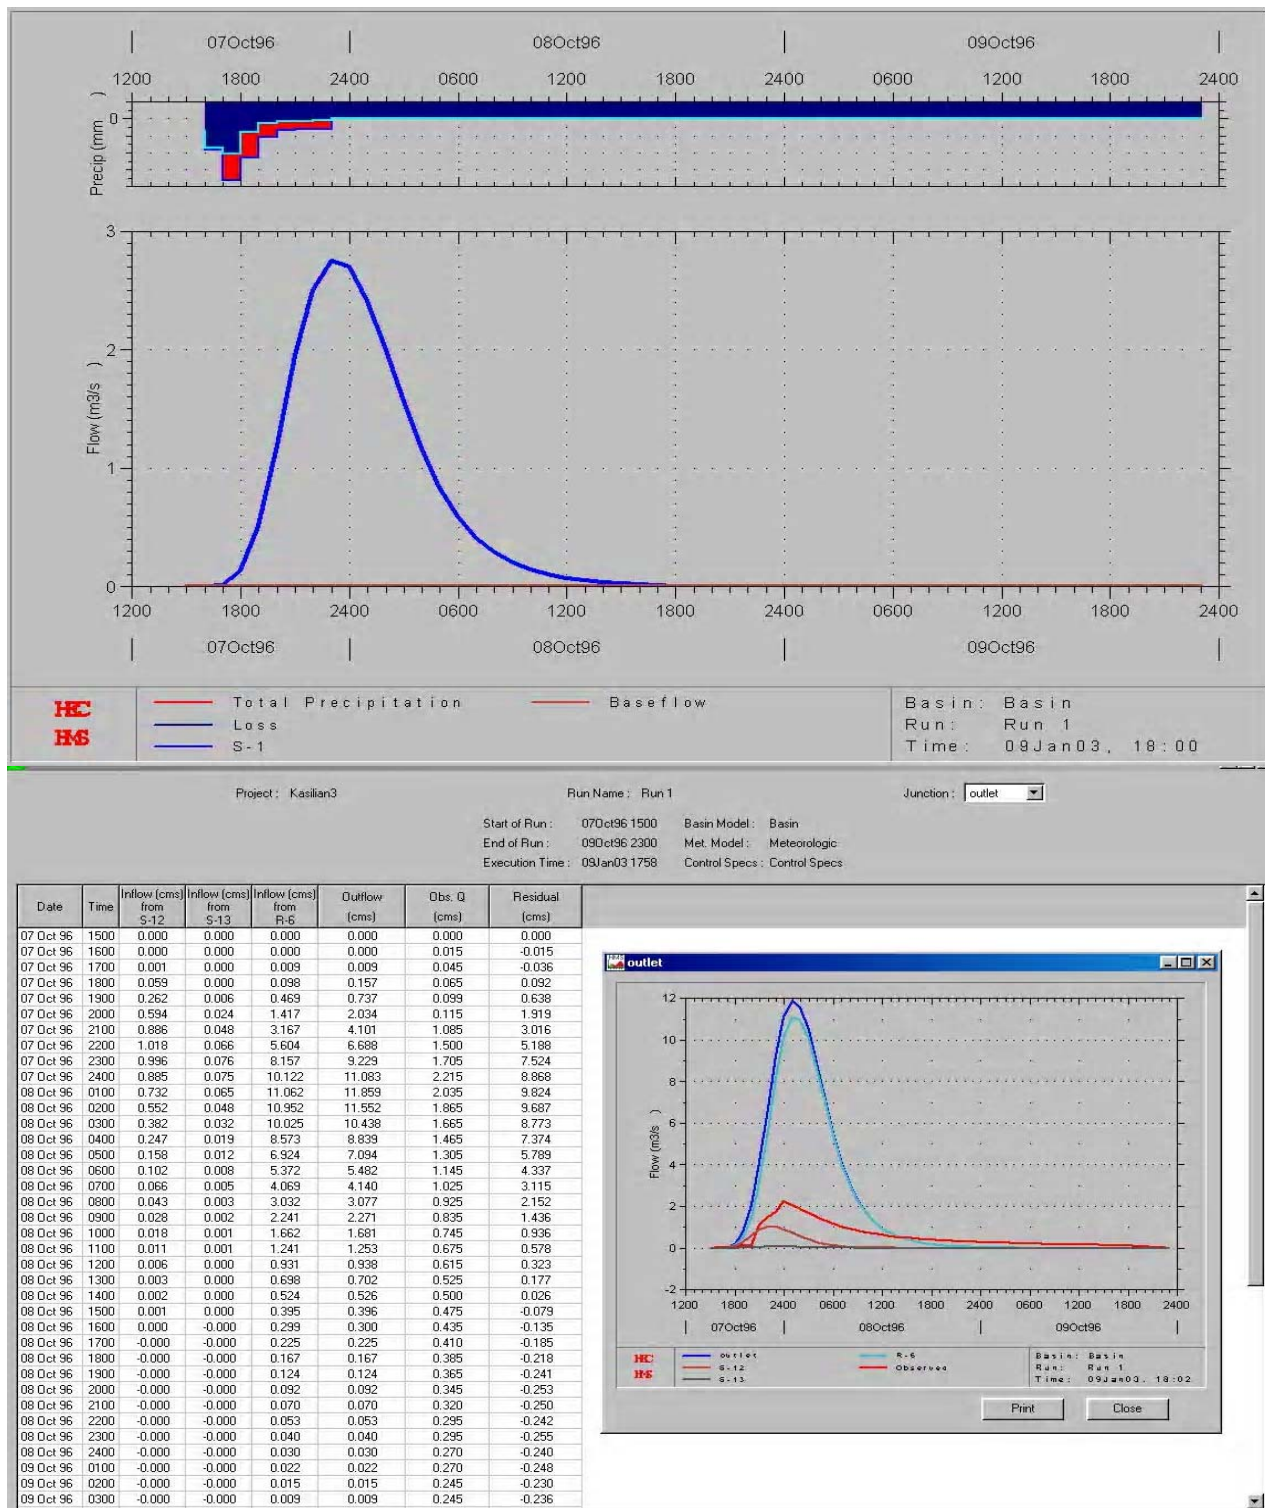 07Oct96 08Oct96 09Oct96
1200 1800 2400 0600 1200 1800 2400 0600 1200 1800 2400
0
Precip (mm )
3
2
Flow (m3/s )
1
0
1200 1800 2400 0600 1200 1800 2400 0600 1200 1800 2400
07Oct96 08Oct96 09Oct96
HEC
HMS
Total Precipitation
Baseflow
Loss
S-1
Basin: Basin
Run: Run 1
Time: 09Jan03, 18:00
Project : Kasilian3 Run Name : Run 1 Junction : outlet
Start of Run : 07Oct96 1500 Basin Model : Basin
End of Run : 09Oct96 2300 Met. Model : Meteorologic
Execution Time : 09Jan03 1758 Control Specs : Control Specs
Date Time Inflow (cms) from S-12 Inflow (cms) from S-13 Inflow (cms) from R-6 Outflow (cms) Obs. Q (cms) Residual (cms)
07 Oct 96 1500 0.000 0.000 0.000 0.000 0.000 0.000
07 Oct 96 1600 0.000 0.000 0.000 0.000 0.015 -0.015
07 Oct 96 1700 0.001 0.000 0.009 0.009 0.045 -0.036
07 Oct 96 1800 0.059 0.000 0.098 0.157 0.065 0.092
07 Oct 96 1900 0.262 0.006 0.469 0.737 0.099 0.638
07 Oct 96 2000 0.594 0.024 1.417 2.034 0.115 1.919
07 Oct 96 2100 0.886 0.048 3.167 4.101 1.085 3.016
07 Oct 96 2200 1.018 0.066 5.604 6.688 1.500 5.188
07 Oct 96 2300 0.996 0.076 8.157 9.229 1.705 7.524
07 Oct 96 2400 0.885 0.075 10.122 11.083 2.215 8.868
08 Oct 96 0100 0.732 0.065 11.062 11.859 2.035 9.824
08 Oct 96 0200 0.552 0.048 10.952 11.552 1.865 9.687
08 Oct 96 0300 0.382 0.032 10.025 10.438 1.665 8.773
08 Oct 96 0400 0.247 0.019 8.573 8.839 1.465 7.374
08 Oct 96 0500 0.158 0.012 6.924 7.094 1.305 5.789
08 Oct 96 0600 0.102 0.008 5.372 5.482 1.145 4.337
08 Oct 96 0700 0.066 0.005 4.069 4.140 1.025 3.115
08 Oct 96 0800 0.043 0.003 3.032 3.077 0.925 2.152
08 Oct 96 0900 0.028 0.002 2.241 2.271 0.835 1.436
08 Oct 96 1000 0.018 0.001 1.662 1.681 0.745 0.936
08 Oct 96 1100 0.011 0.001 1.241 1.253 0.675 0.578
08 Oct 96 1200 0.006 0.000 0.931 0.938 0.615 0.323
08 Oct 96 1300 0.003 0.000 0.698 0.702 0.525 0.177
08 Oct 96 1400 0.002 0.000 0.524 0.526 0.500 0.026
08 Oct 96 1500 0.001 0.000 0.395 0.396 0.475 -0.079
08 Oct 96 1600 0.000 -0.000 0.299 0.300 0.435 -0.135
08 Oct 96 1700 -0.000 -0.000 0.225 0.225 0.410 -0.185
08 Oct 96 1800 -0.000 -0.000 0.167 0.167 0.385 -0.218
08 Oct 96 1900 -0.000 -0.000 0.124 0.124 0.365 -0.241
08 Oct 96 2000 -0.000 -0.000 0.092 0.092 0.345 -0.253
08 Oct 96 2100 -0.000 -0.000 0.070 0.070 0.320 -0.250
08 Oct 96 2200 -0.000 -0.000 0.053 0.053 0.295 -0.242
08 Oct 96 2300 -0.000 -0.000 0.040 0.040 0.295 -0.255
08 Oct 96 2400 -0.000 -0.000 0.030 0.030 0.270 -0.240
09 Oct 96 0100 -0.000 -0.000 0.022 0.022 0.270 -0.248
09 Oct 96 0200 -0.000 -0.000 0.015 0.015 0.245 -0.230
09 Oct 96 0300 -0.000 -0.000 0.009 0.009 0.245 -0.236
outlet
12
10
8
6
4
2
0
-2
Flow (m3/s )
1200 1800 2400 0600 1200 1800 2400 0600 1200 1800 2400
07Oct96 08Oct96 09Oct96
HEC
HMS
outlet
S-12
S-13
R-6
Observed
Basin: Basin
Run: Run 1
Time: 09Jan03, 18:02
Print Close